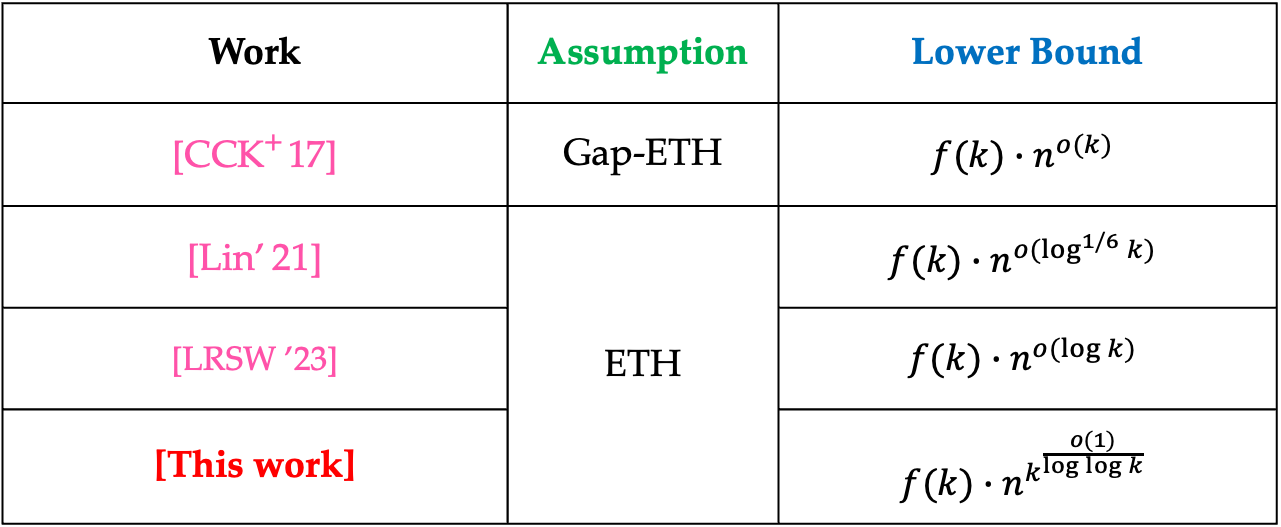 Work Assumption Lower Bound
[CCK⁺ 17] Gap-ETH f(k) · n^{o(k)}
[Lin’ 21] f(k) · n^{o(log^{1/6} k)}
[LRSW ’23] ETH f(k) · n^{o(log k)}
[This work] f(k) · n^{k^{\frac{o(1)}{log log k}}}